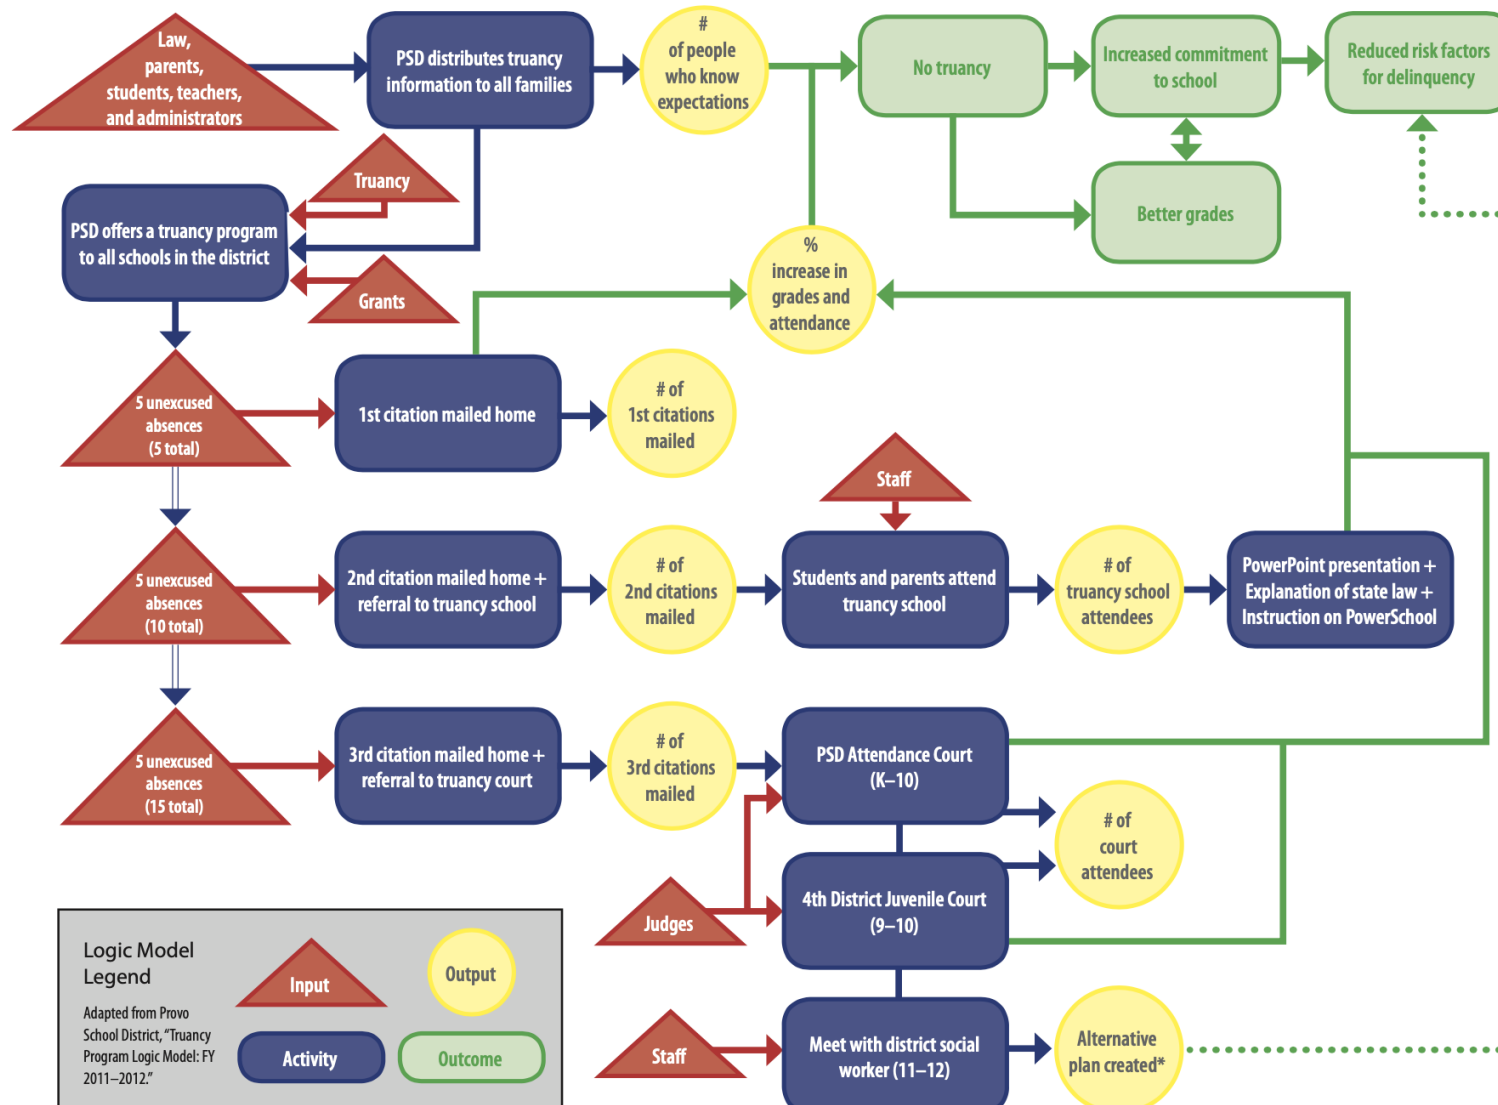 Law,
parents,
students, teachers,
and administrators
PSD distributes truancy
information to all families
#
of people
who know
expectations
No truancy
Increased commitment
to school
Reduced risk factors
for delinquency
Truancy
PSD offers a truancy program
to all schools in the district
Better grades
Grants
%
increase in
grades and
attendance
5 unexcused
absences
(5 total)
1st citation mailed home
# of
1st citations
mailed
Staff
5 unexcused
absences
(10 total)
2nd citation mailed home +
referral to truancy school
# of
2nd citations
mailed
Students and parents attend
truancy school
# of
truancy school
attendees
PowerPoint presentation +
Explanation of state law +
Instruction on PowerSchool
5 unexcused
absences
(15 total)
3rd citation mailed home +
referral to truancy court
# of
3rd citations
mailed
PSD Attendance Court
(K–10)
# of
court
attendees
Judges
4th District Juvenile Court
(9–10)
Staff
Meet with district social
worker (11–12)
Alternative
plan created*
Logic Model
Legend
Adapted from Provo
School District, “Truancy
Program Logic Model: FY
2011–2012.”
Input
Output
Activity
Outcome